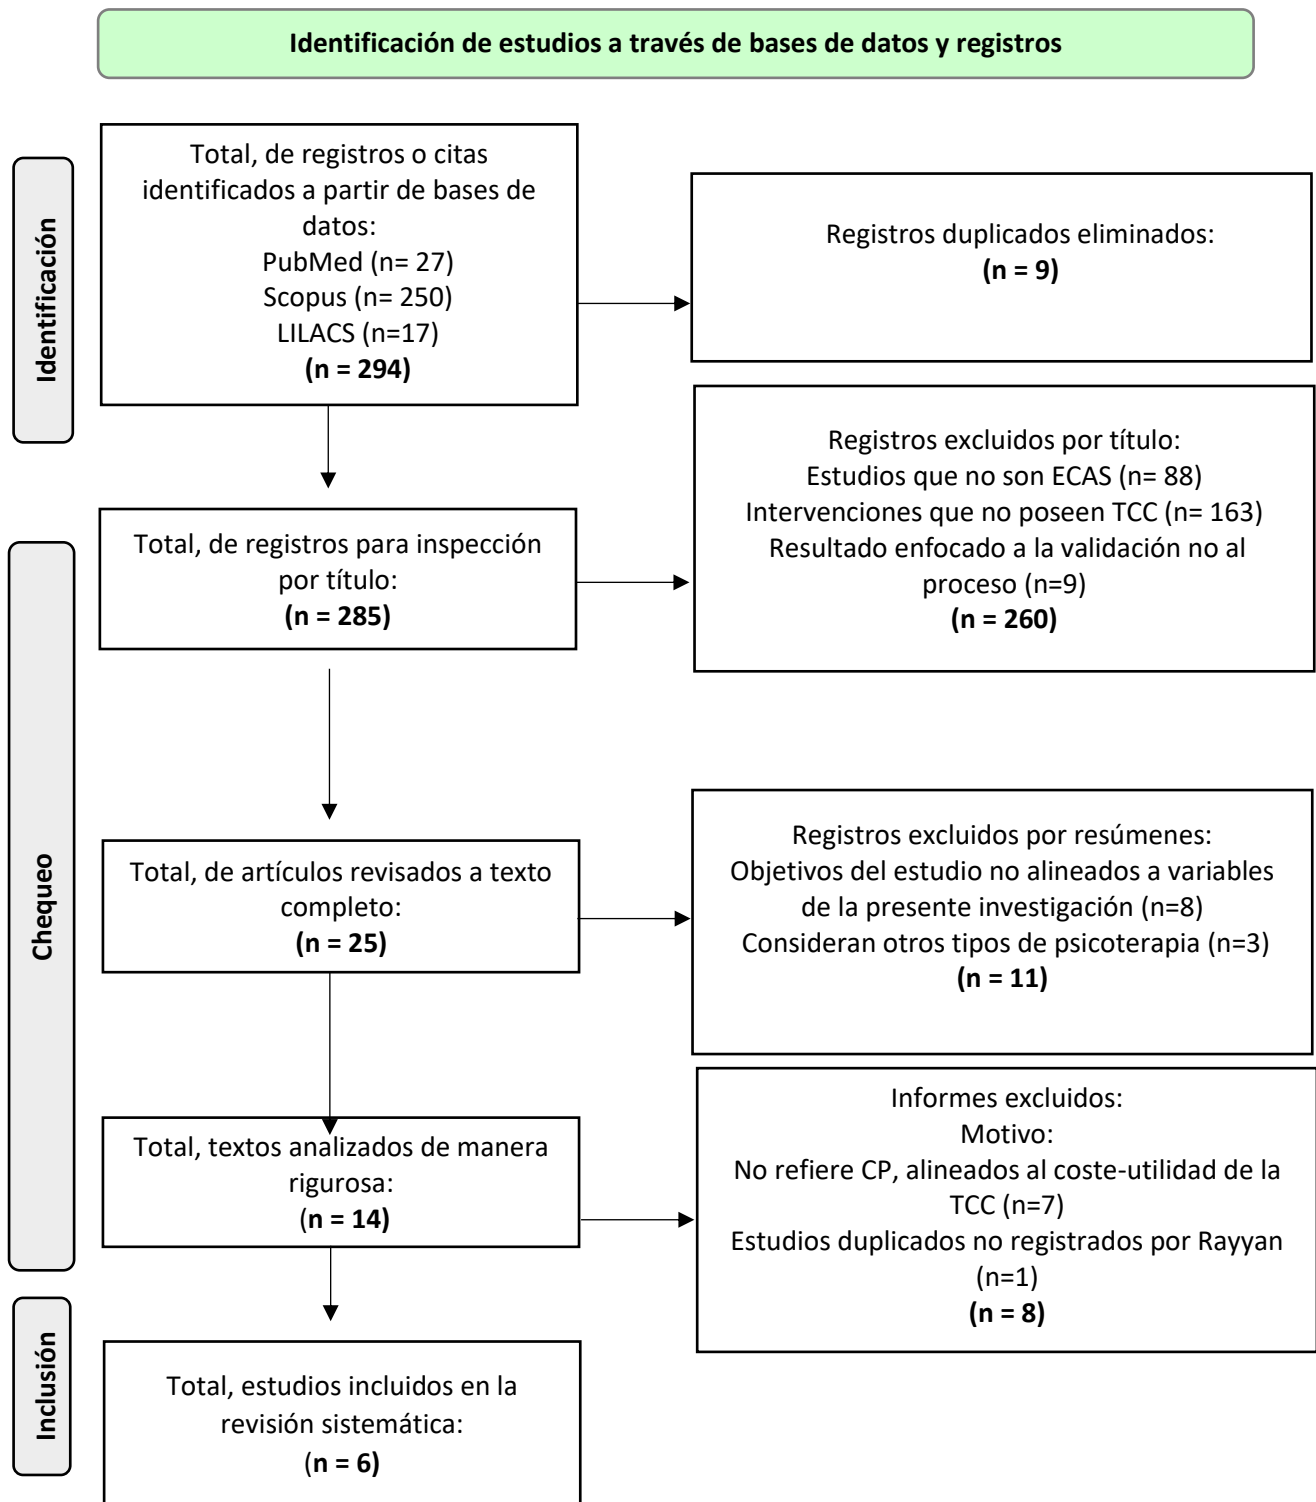 Identificación de estudios a través de bases de datos y registros
Identificación
Total, de registros o citas
identificados a partir de bases de
datos:
PubMed (n= 27)
Scopus (n= 250)
LILACS (n=17)
(n = 294)
Registros duplicados eliminados:
(n = 9)
Chequeo
Total, de registros para inspección
por título:
(n = 285)
Registros excluidos por título:
Estudios que no son ECAS (n= 88)
Intervenciones que no poseen TCC (n= 163)
Resultado enfocado a la validación no al
proceso (n=9)
(n = 260)
Total, de artículos revisados a texto
completo:
(n = 25)
Registros excluidos por resúmenes:
Objetivos del estudio no alineados a variables
de la presente investigación (n=8)
Consideran otros tipos de psicoterapia (n=3)
(n = 11)
Total, textos analizados de manera
rigurosa:
(n = 14)
Informes excluidos:
Motivo:
No refiere CP, alineados al coste-utilidad de la
TCC (n=7)
Estudios duplicados no registrados por Rayyan
(n=1)
(n = 8)
Inclusión
Total, estudios incluidos en la
revisión sistemática:
(n = 6)